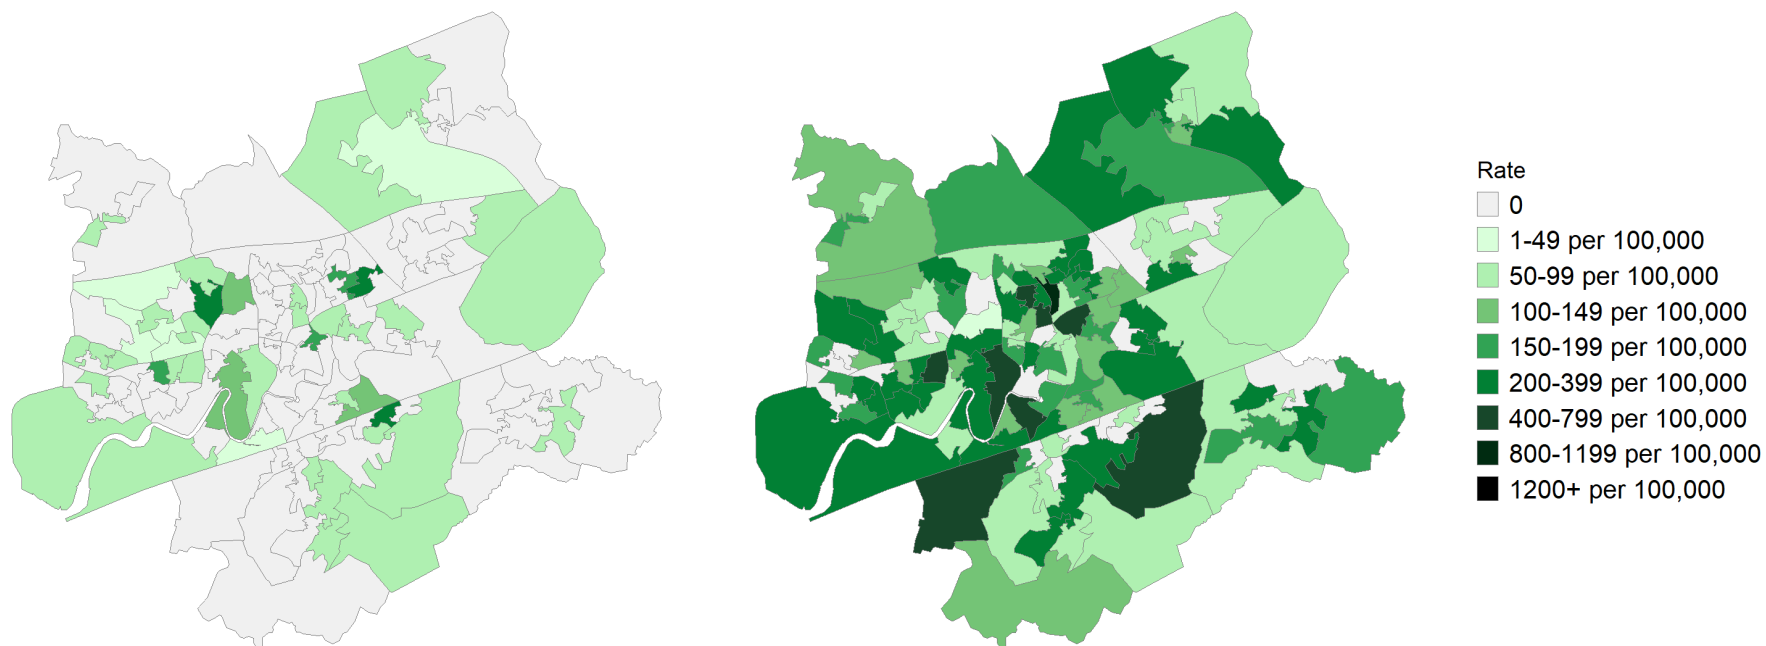 Rate
0
1-49 per 100,000
50-99 per 100,000
100-149 per 100,000
150-199 per 100,000
200-399 per 100,000
400-799 per 100,000
800-1199 per 100,000
1200+ per 100,000